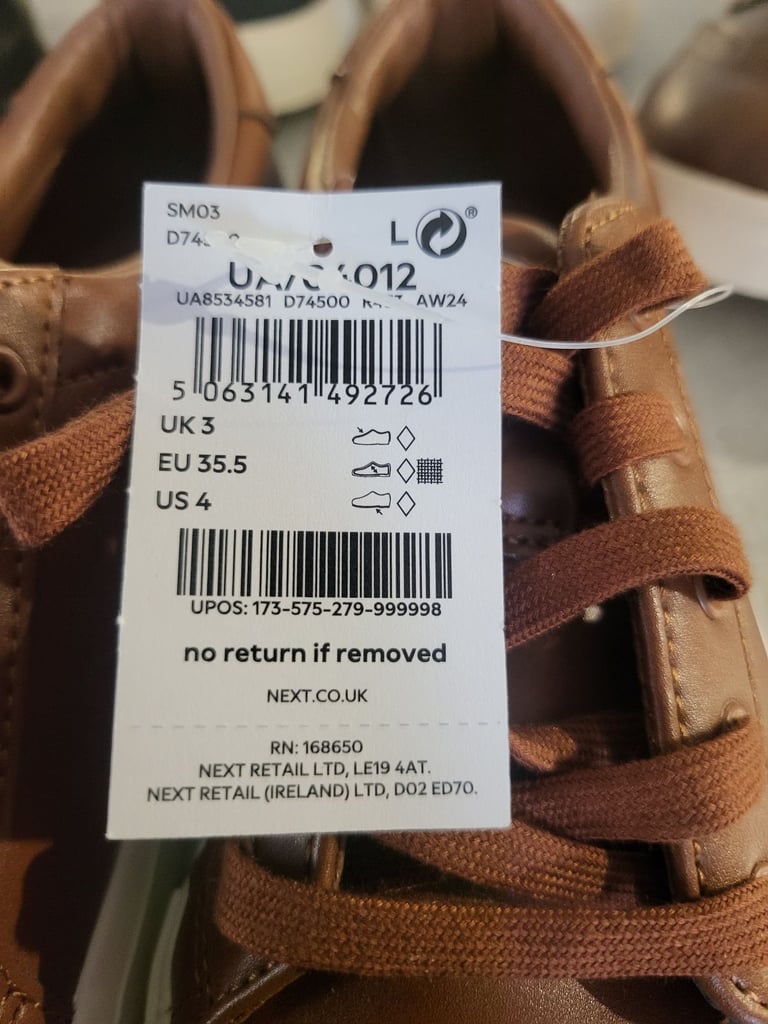 SM03
L ®
UA8534581 D74500 AW24
5 063141 492726
UK 3
EU 35.5
US 4
UPOS: 173-575-279-999998
no return if removed
NEXT.CO.UK
RN: 168650
NEXT RETAIL LTD, LE19 4AT.
NEXT RETAIL (IRELAND) LTD, D02 ED70.